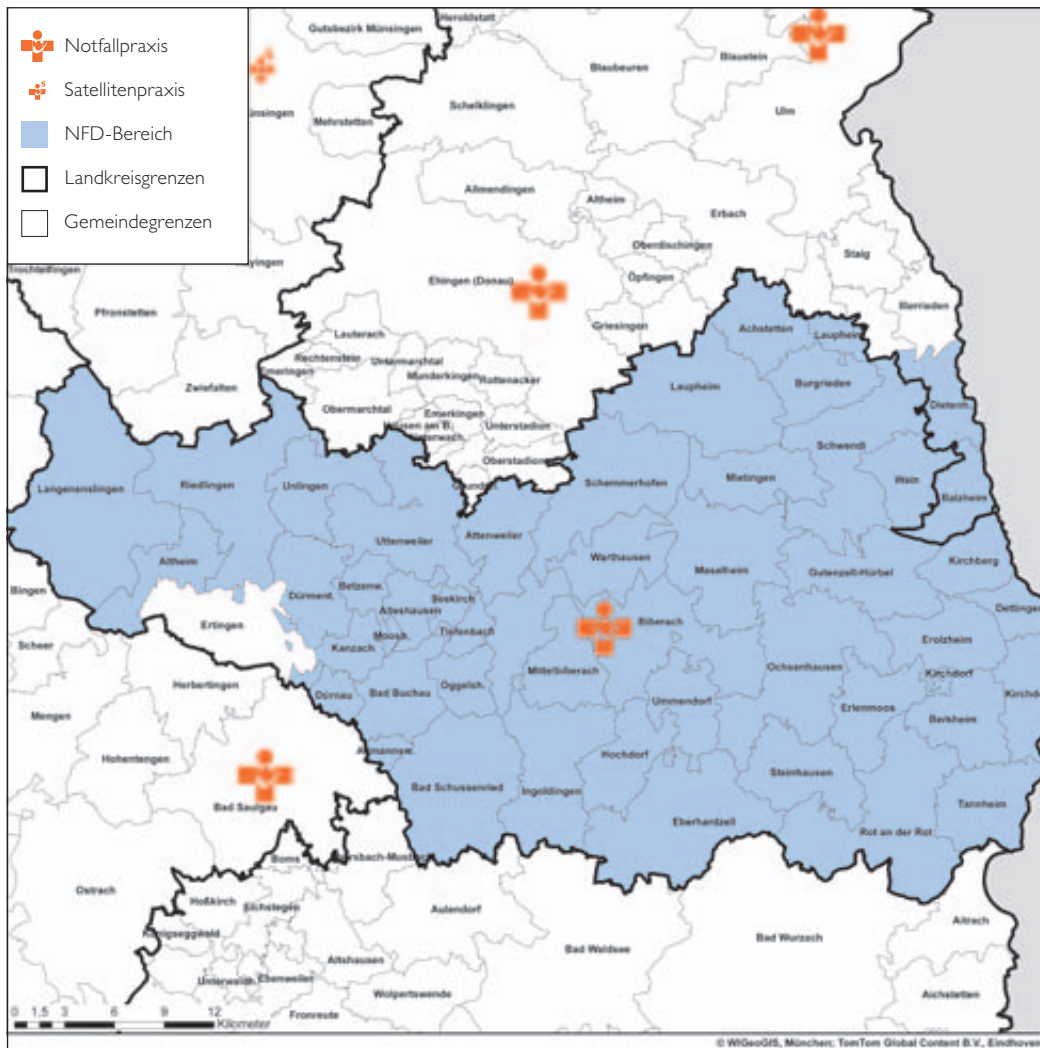 Notfallpraxis
Satellitenpraxis
NFD-Bereich
Landkreisgrenzen
Gemeindegrenzen
Heroldstatt
Gutsbezirk Münsingen
Blaustein
Blaubeuren
Schelklingen
Ulm
Mehrstetten
Allmendingen
Altheim
Erbach
Oberdischingen
Staig
Öpfingen
Ehingen (Donau)
Illerrieden
Pfronstetten
Griesingen
Achstetten
Lauterach
Laupheim
Rechtenstein
Untermarchtal
Emeringen
Munderkingen
Rottenacker
Zwiefalten
Laupheim
Burgrieden
Obermarchtal
Emerkingen
Dietenh.
Unterstadion
Schwendi
Oberstadion
Langenenslingen
Riedlingen
Unlingen
Schemmerhofen
Mietingen
Wain
Balzheim
Uttenweiler
Attenweiler
Altheim
Warthausen
Maselheim
Gutenzell-Hürbel
Kirchberg
Bingen
Betzenw.
Dürment.
Seekirch
Alleshausen
Dettingen
Ertingen
Moosb.
Tiefenbach
Biberach
Erolzheim
Scheer
Kanzach
Mittelbiberach
Ochsenhausen
Kirchdorf
Herbertingen
Dürnau
Bad Buchau
Oggelsh.
Ummendorf
Erlenmoos
Mengen
Berkheim
Hohentengen
Hochdorf
Steinhausen
Bad Schussenried
Ingoldingen
Tannheim
Bad Saulgau
Eberhardzell
Rot an der Rot
Boms
Ostrach
Hoßkirch
Eichstegen
Aulendorf
Aitrach
Königseggwald
Bad Waldsee
Bad Wurzach
Altshausen
Unterwaldh.
Ebenweiler
Wolpertswende
Aichstetten
Fronreute
0 1,5 3 6 9 12
Kilometer
© WIGeoGIS, München; TomTom Global Content B.V., Eindhoven